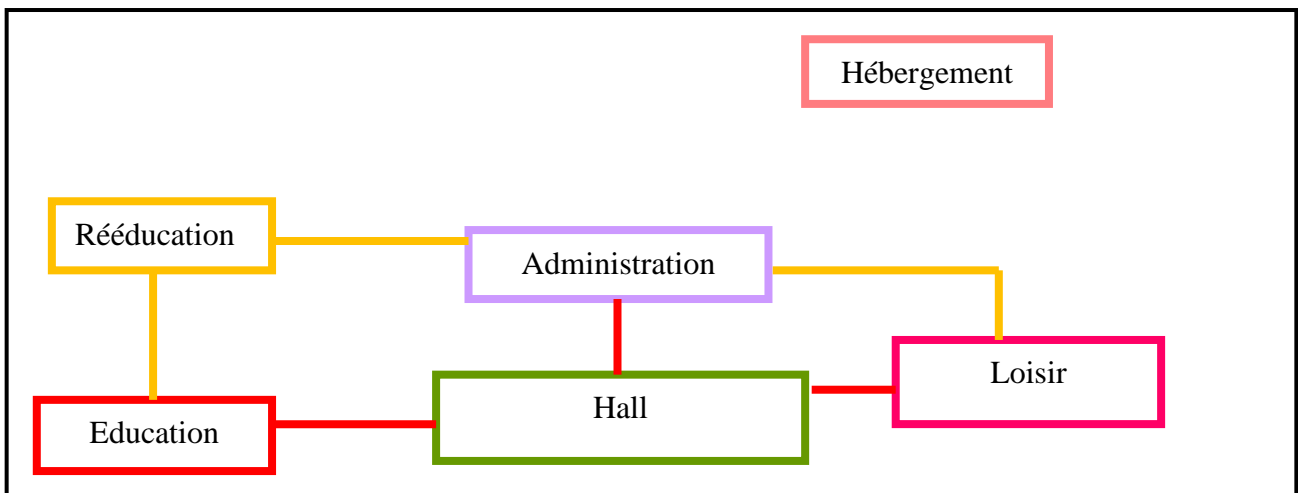 Hébergement
Rééducation
Administration
Loisir
Hall
Education